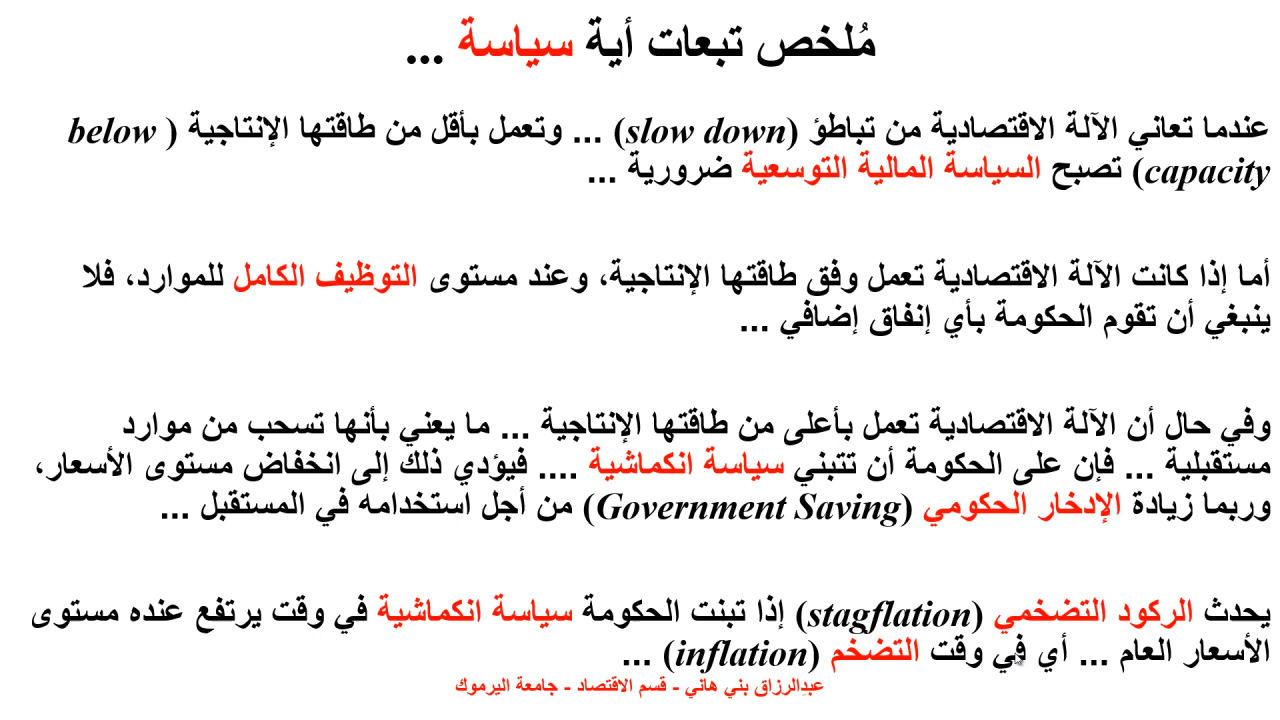 مُلخص تبعات أية سياسة ...
عندما تعاني الآلة الاقتصادية من تباطؤ (slow down) ... وتعمل بأقل من طاقتها الإنتاجية (below
capacity) تصبح السياسة المالية التوسعية ضرورية ...
أما إذا كانت الآلة الاقتصادية تعمل وفق طاقتها الإنتاجية، وعند مستوى التوظيف الكامل للموارد، فلا
ينبغي أن تقوم الحكومة بأي إنفاق إضافي ...
وفي حال أن الآلة الاقتصادية تعمل بأعلى من طاقتها الإنتاجية ... ما يعني بأنها تسحب من موارد
مستقبلية ... فإن على الحكومة أن تتبني سياسة انكماشية .... فيؤدي ذلك إلى انخفاض مستوى الأسعار،
وربما زيادة الإدخار الحكومي (Government Saving) من أجل استخدامه في المستقبل ...
يحدث الركود التضخمي (stagflation) إذا تبنت الحكومة سياسة انكماشية في وقت يرتفع عنده مستوى
الأسعار العام ... أي في وقت التضخم (inflation) ...
عبدِالرزاق بني هاني - قسم الاقتصاد - جامعة اليرموك